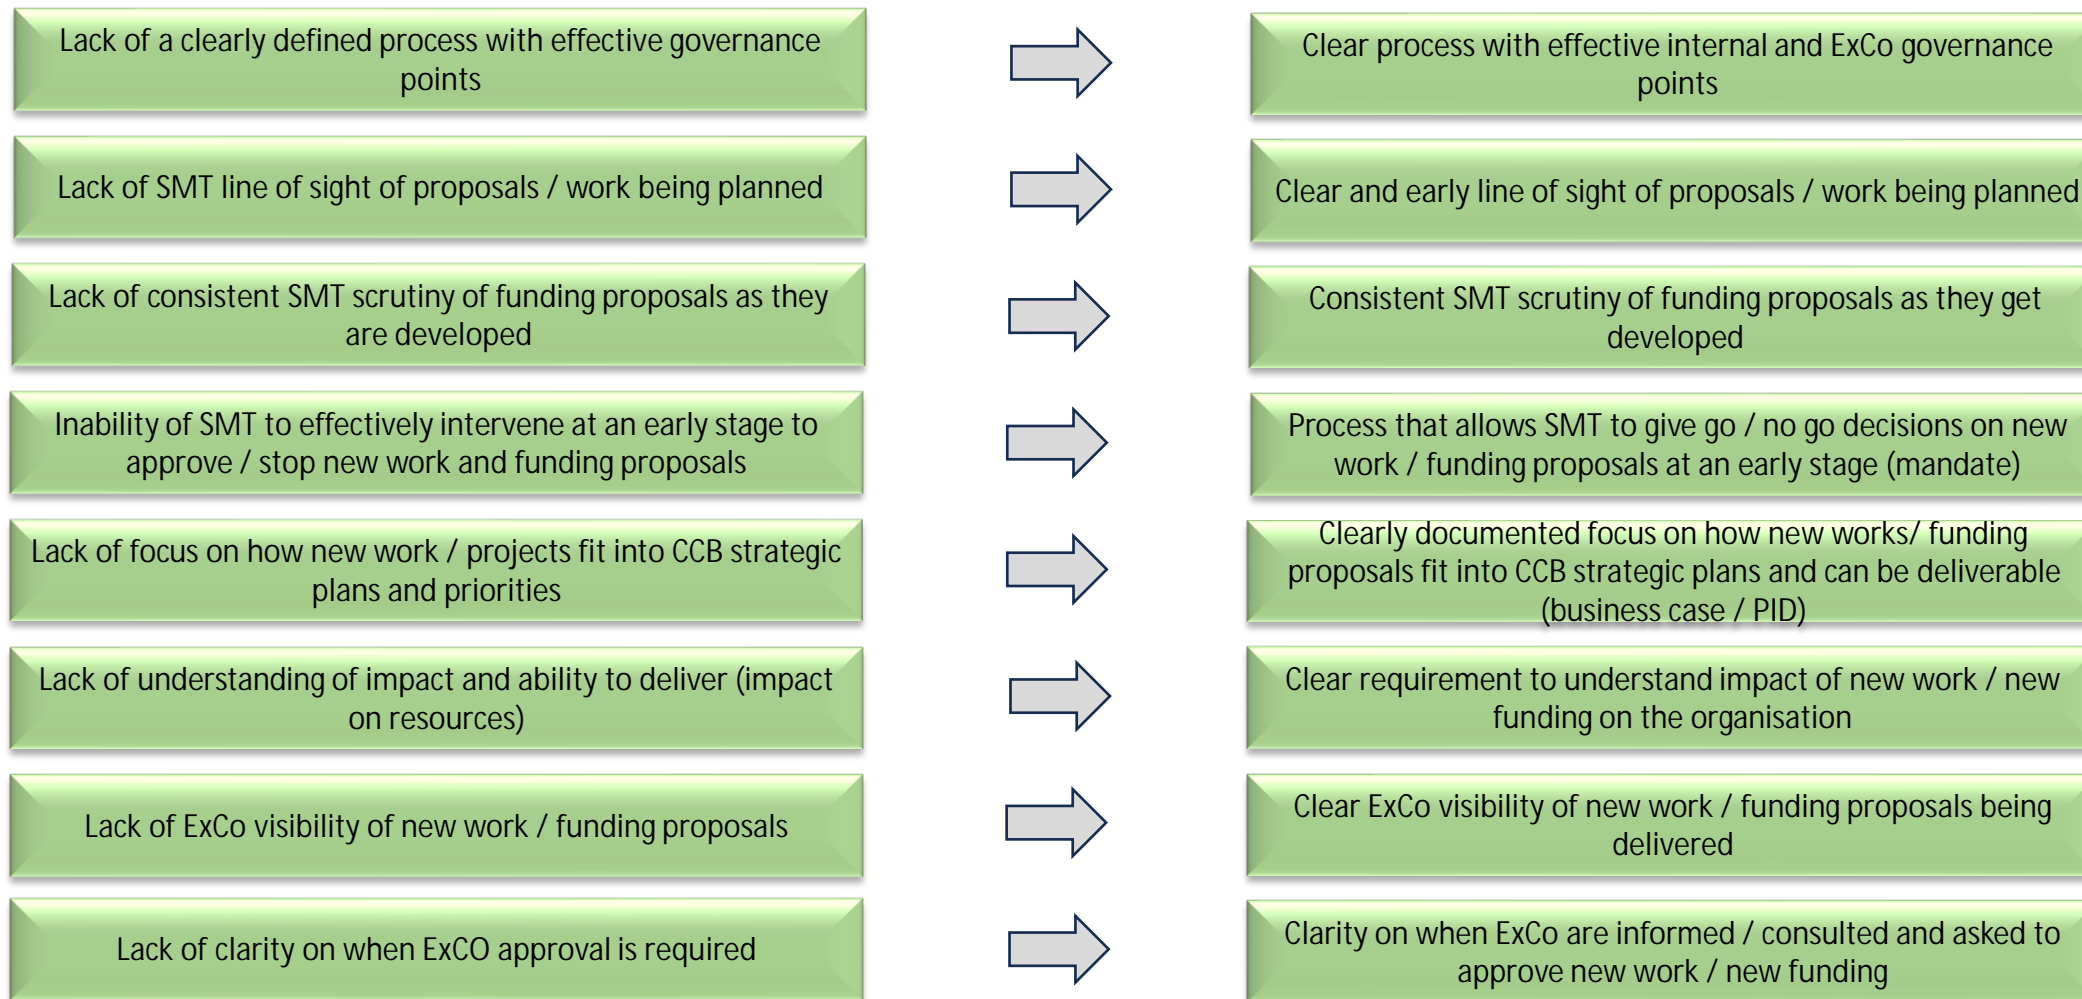 Lack of a clearly defined process with effective governance
points
Clear process with effective internal and ExCo governance
points
Lack of SMT line of sight of proposals / work being planned
Clear and early line of sight of proposals / work being planned
Lack of consistent SMT scrutiny of funding proposals as they
are developed
Consistent SMT scrutiny of funding proposals as they get
developed
Inability of SMT to effectively intervene at an early stage to
approve / stop new work and funding proposals
Process that allows SMT to give go / no go decisions on new
work / funding proposals at an early stage (mandate)
Lack of focus on how new work / projects fit into CCB strategic
plans and priorities
Clearly documented focus on how new works/ funding
proposals fit into CCB strategic plans and can be deliverable
(business case / PID)
Lack of understanding of impact and ability to deliver (impact
on resources)
Clear requirement to understand impact of new work / new
funding on the organisation
Lack of ExCo visibility of new work / funding proposals
Clear ExCo visibility of new work / funding proposals being
delivered
Lack of clarity on when ExCO approval is required
Clarity on when ExCo are informed / consulted and asked to
approve new work / new funding